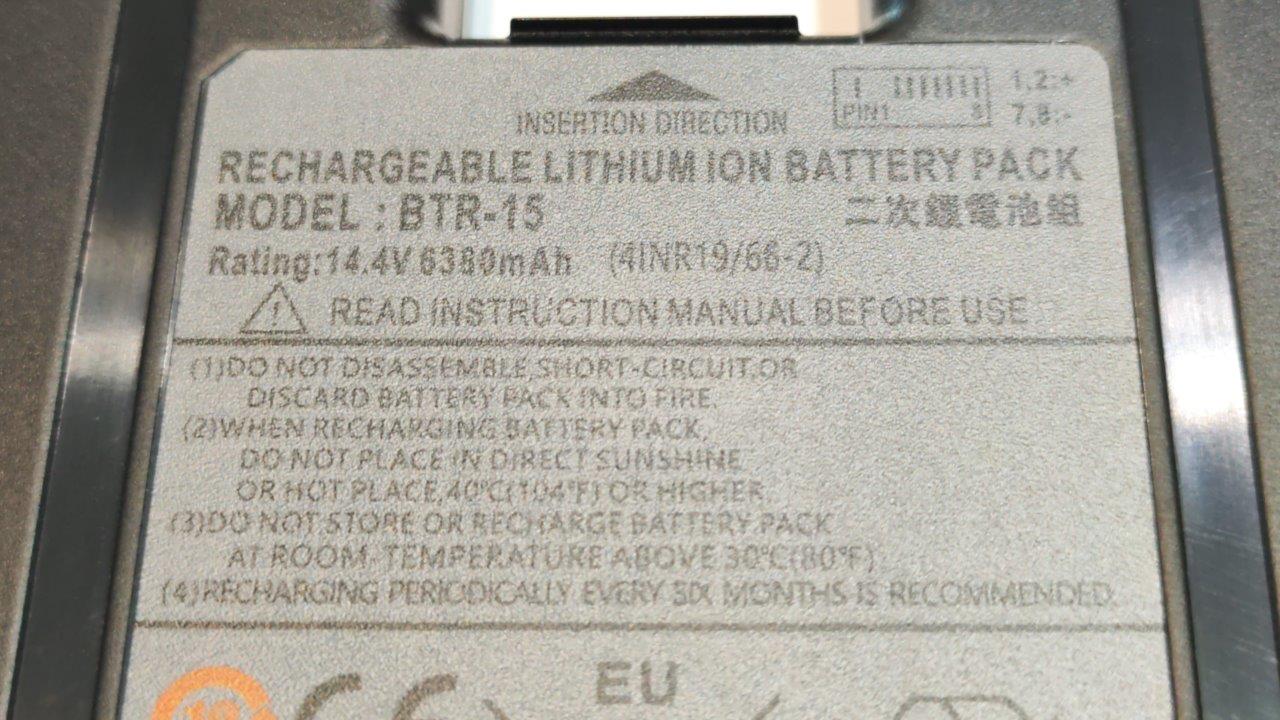 INSERTION DIRECTION
PIN1 8
1,2:+
7,8:-
RECHARGEABLE LITHIUM ION BATTERY PACK
MODEL : BTR-15
二次鋰電池組
Rating:14.4V 6380mAh (4INR19/66-2)
READ INSTRUCTION MANUAL BEFORE USE
(1)DO NOT DISASSEMBLE,SHORT-CIRCUIT,OR
DISCARD BATTERY PACK INTO FIRE.
(2)WHEN RECHARGING BATTERY PACK,
DO NOT PLACE IN DIRECT SUNSHINE
OR HOT PLACE,40°C(104°F) OR HIGHER.
(3)DO NOT STORE OR RECHARGE BATTERY PACK
AT ROOM-TEMPERATURE ABOVE 30°C(80°F)
(4)RECHARGING PERIODICALLY EVERY SIX MONTHS IS RECOMMENDED.
10
CE
EU